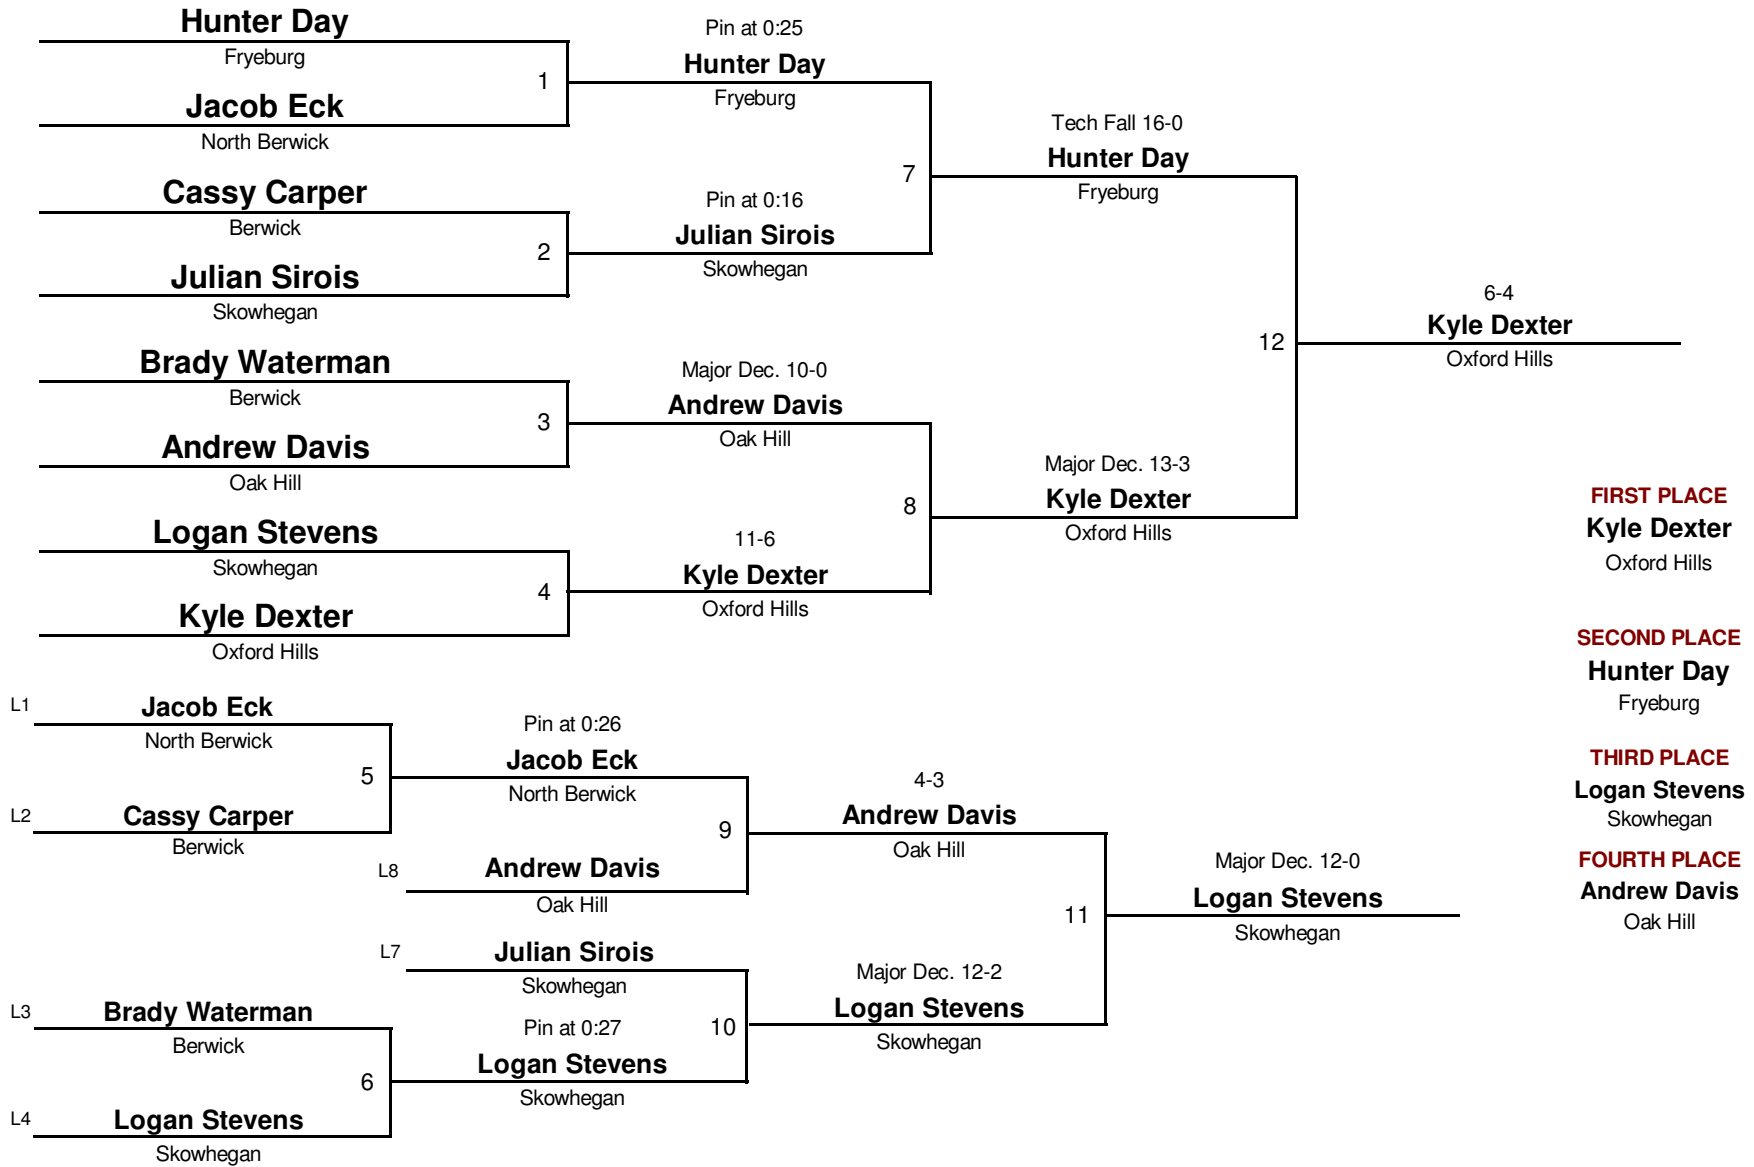 Hunter Day
Fryeburg
1
Jacob Eck
North Berwick
Cassy Carper
Berwick
2
Julian Sirois
Skowhegan
Brady Waterman
Berwick
3
Andrew Davis
Oak Hill
Logan Stevens
Skowhegan
4
Kyle Dexter
Oxford Hills
Pin at 0:25
Hunter Day
Fryeburg
7
Pin at 0:16
Julian Sirois
Skowhegan
Major Dec. 10-0
Andrew Davis
Oak Hill
8
11-6
Kyle Dexter
Oxford Hills
Tech Fall 16-0
Hunter Day
Fryeburg
12
Major Dec. 13-3
Kyle Dexter
Oxford Hills
6-4
Kyle Dexter
Oxford Hills
FIRST PLACE
Kyle Dexter
Oxford Hills
SECOND PLACE
Hunter Day
Fryeburg
THIRD PLACE
Logan Stevens
Skowhegan
FOURTH PLACE
Andrew Davis
Oak Hill
L1
Jacob Eck
North Berwick
5
L2
Cassy Carper
Berwick
Pin at 0:26
Jacob Eck
North Berwick
9
L8
Andrew Davis
Oak Hill
L7
Julian Sirois
Skowhegan
L3
Brady Waterman
Berwick
6
L4
Logan Stevens
Skowhegan
Pin at 0:27
10
Logan Stevens
Skowhegan
4-3
Andrew Davis
Oak Hill
11
Major Dec. 12-2
Logan Stevens
Skowhegan
Major Dec. 12-0
Logan Stevens
Skowhegan